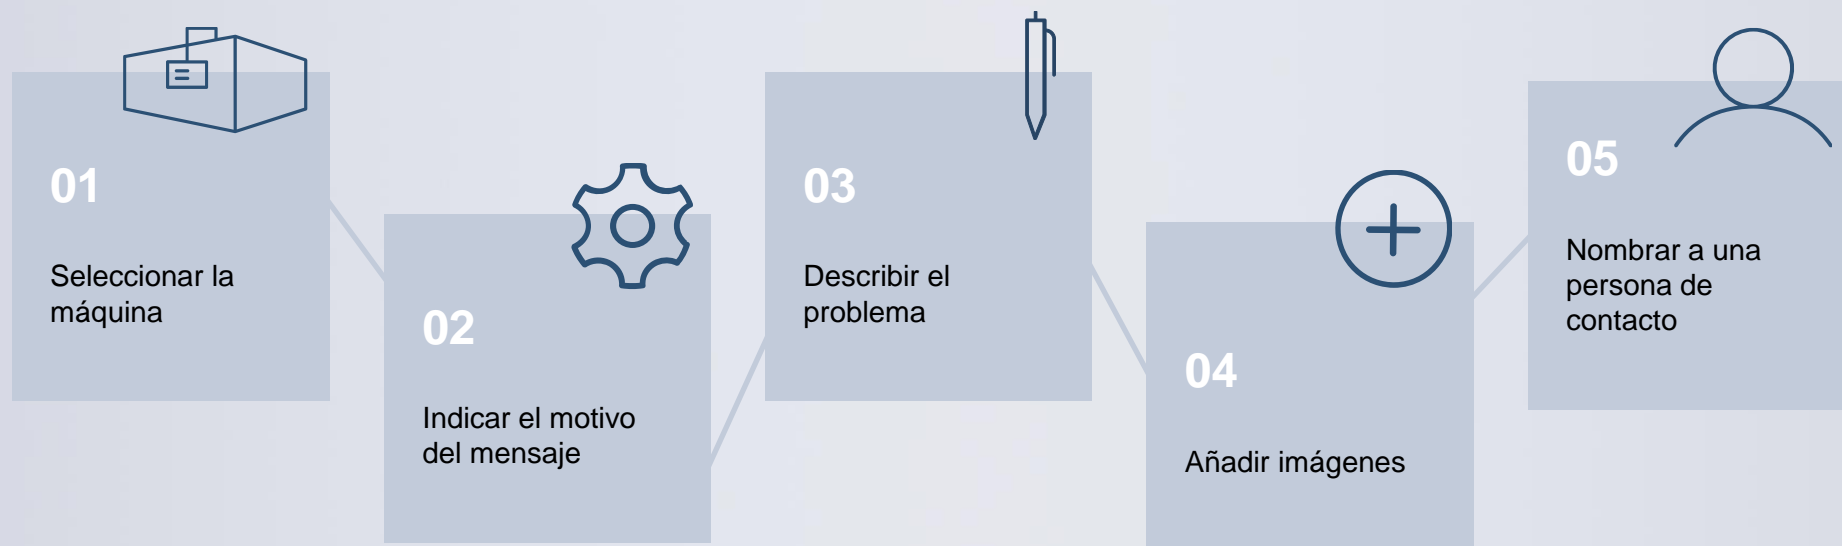 01
Seleccionar la
máquina
02
Indicar el motivo
del mensaje
03
Describir el
problema
04
Añadir imágenes
05
Nombrar a una
persona de
contacto